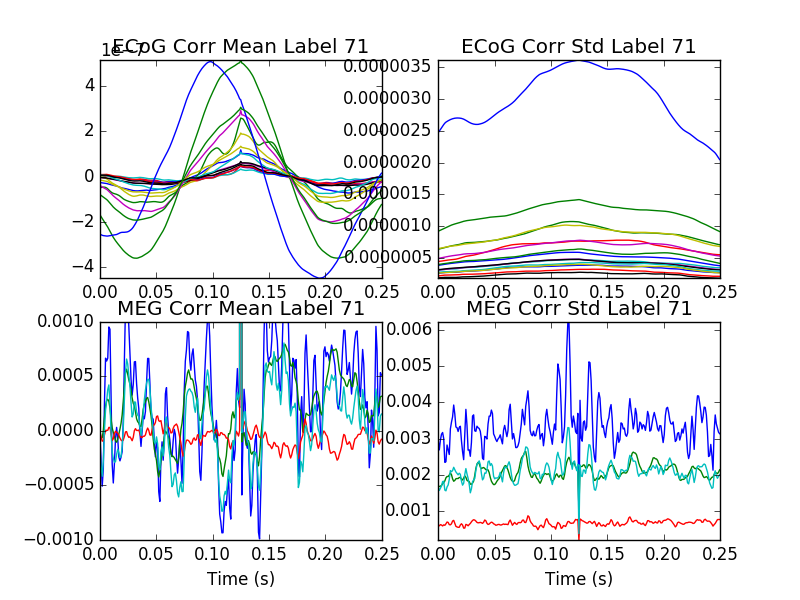 ECoG Corr Mean Label 71
ECoG Corr Std Label 71
1e−7
4
2
0
−2
−4
0.00 0.05 0.10 0.15 0.20 0.25
0.0000035
0.0000030
0.0000025
0.0000020
0.0000015
0.0000010
0.0000005
0.00 0.05 0.10 0.15 0.20 0.25
MEG Corr Mean Label 71
MEG Corr Std Label 71
0.0010
0.0005
0.0000
−0.0005
−0.0010
0.00 0.05 0.10 0.15 0.20 0.25
Time (s)
0.006
0.005
0.004
0.003
0.002
0.001
0.00 0.05 0.10 0.15 0.20 0.25
Time (s)